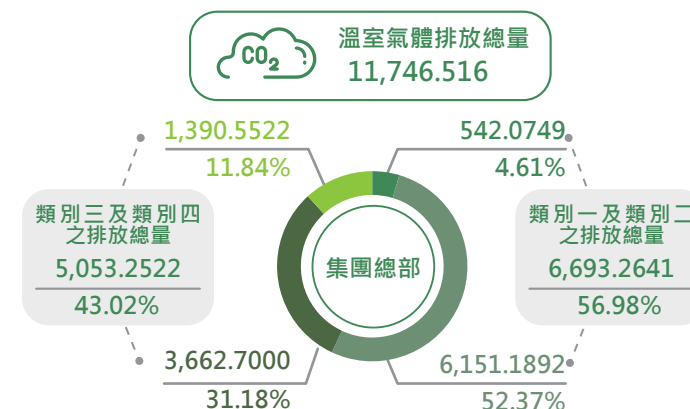 CO2
溫室氣體排放總量
11,746.516
1,390.5522
11.84%
542.0749
4.61%
類別三及類別四
之排放總量
5,053.2522
43.02%
集團總部
類別一及類別二
之排放總量
6,693.2641
56.98%
3,662.7000
31.18%
6,151.1892
52.37%